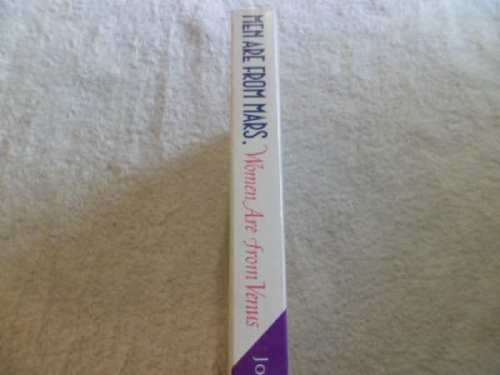 MEN ARE FROM MARS,
Women Are from Venus
Jo